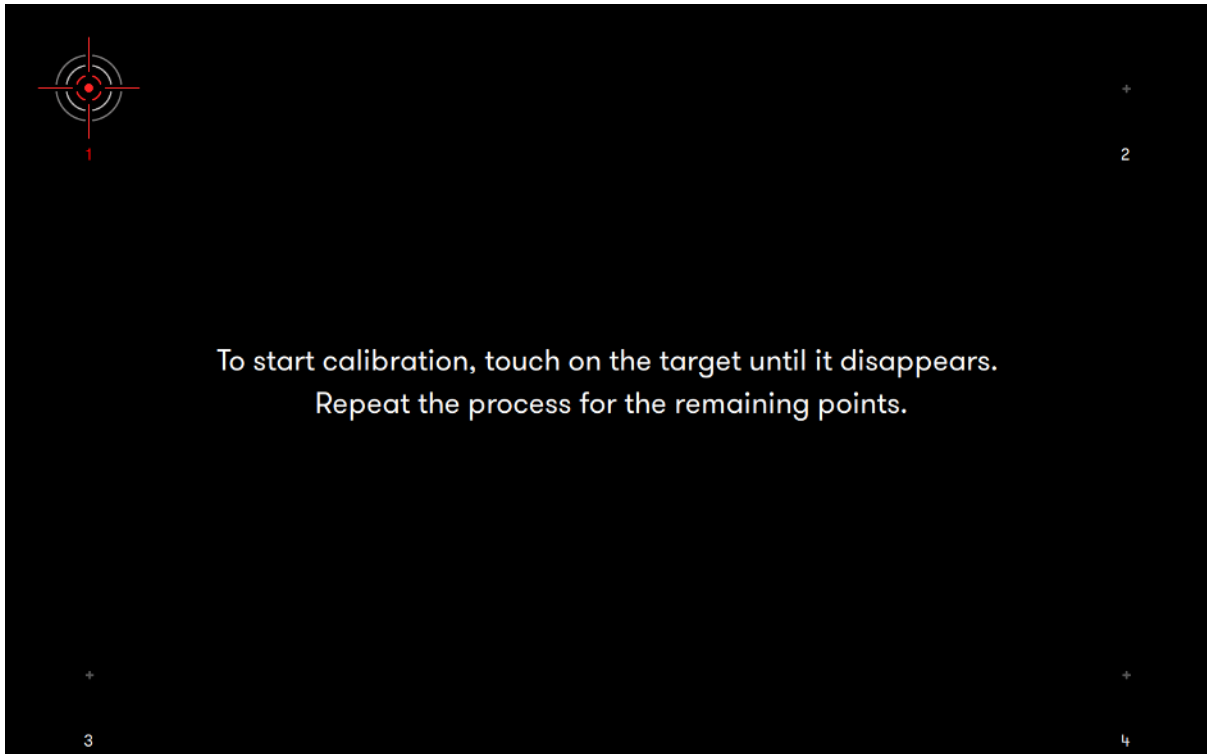 1
2
To start calibration, touch on the target until it disappears.
Repeat the process for the remaining points.
3
4